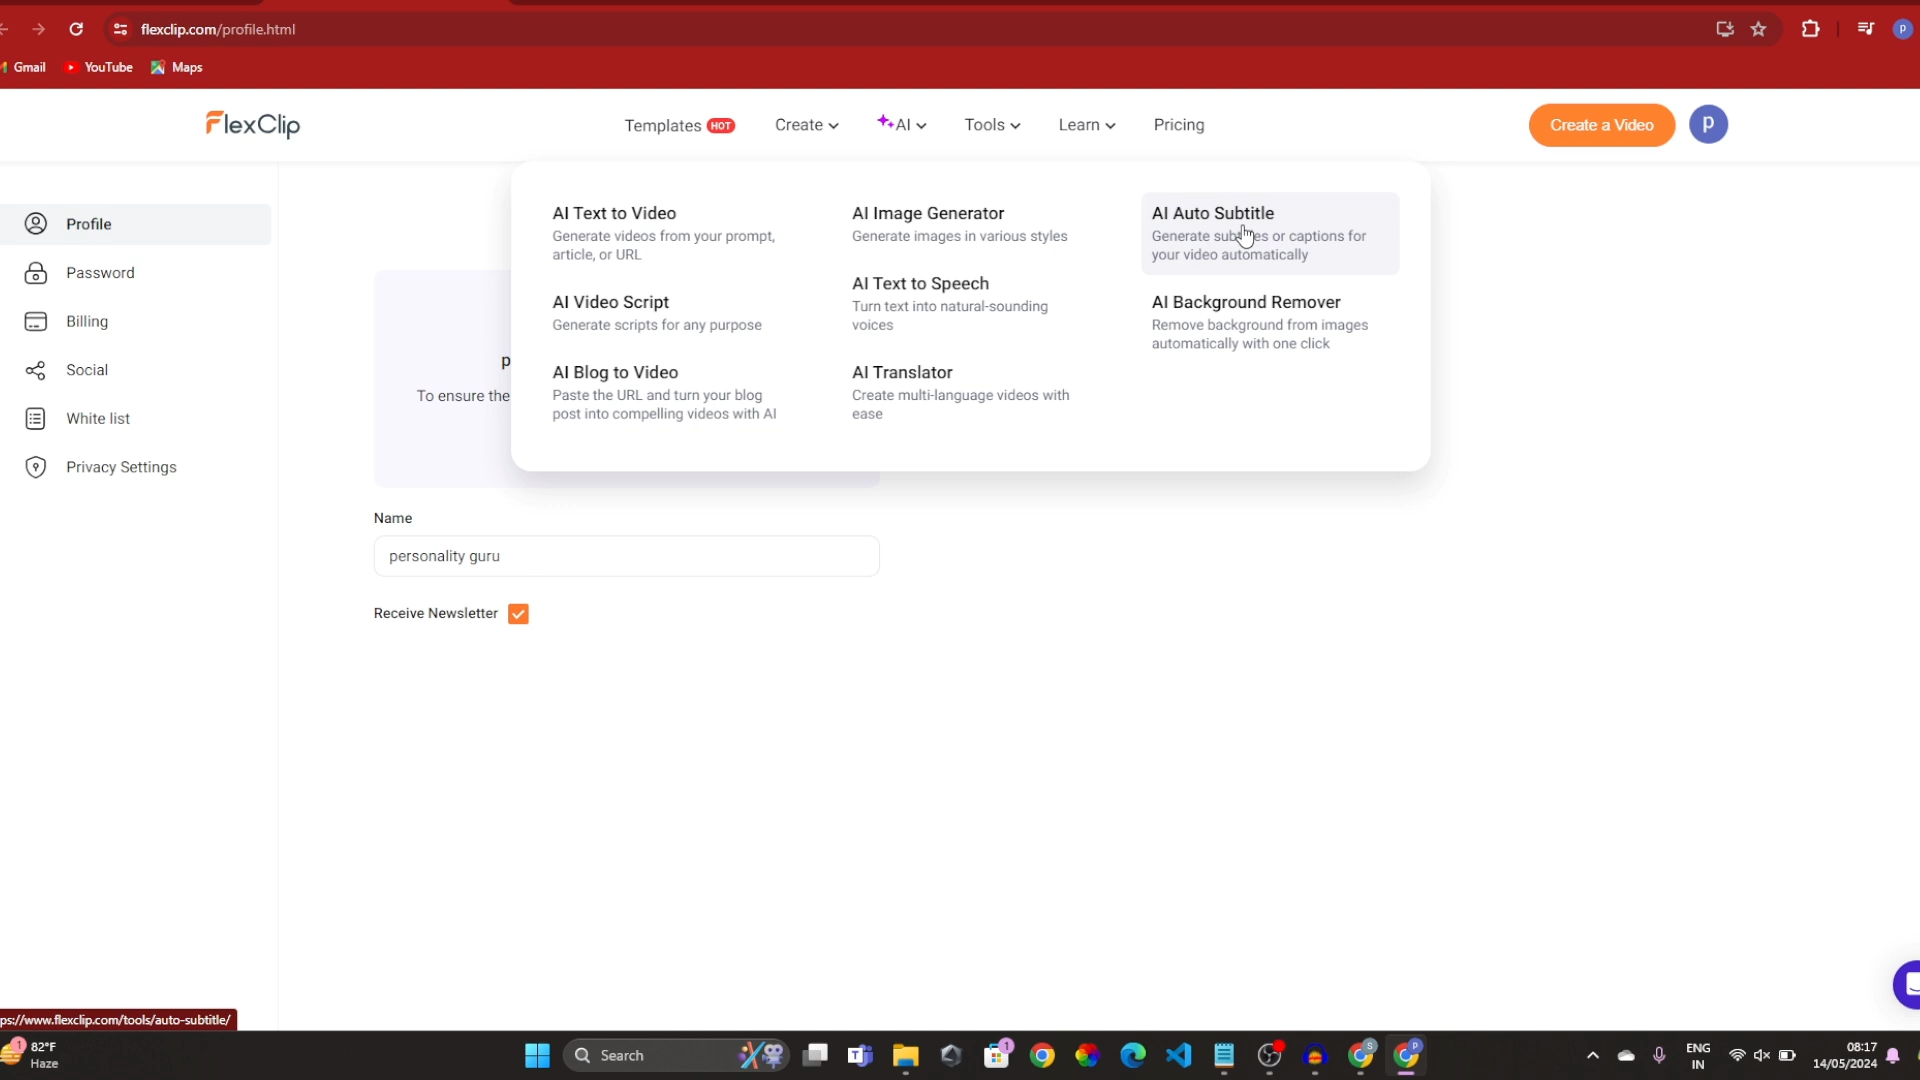 flexclip.com/profile.html
P
Gmail
YouTube
Maps
FlexClip
Templates HOT
Create
AI
Tools
Learn
Pricing
Create a Video
P
Profile
Password
Billing
Social
White list
Privacy Settings
AI Text to Video
Generate videos from your prompt,
article, or URL
AI Video Script
Generate scripts for any purpose
AI Blog to Video
Paste the URL and turn your blog
post into compelling videos with AI
AI Image Generator
Generate images in various styles
AI Text to Speech
Turn text into natural-sounding
voices
AI Translator
Create multi-language videos with
ease
AI Auto Subtitle
Generate subtitles or captions for
your video automatically
AI Background Remover
Remove background from images
automatically with one click
p
To ensure the
Name
personality guru
Receive Newsletter
ps://www.flexclip.com/tools/auto-subtitle/
1
82°F
Haze
Search
1
S
P
ENG
IN
08:17
14/05/2024